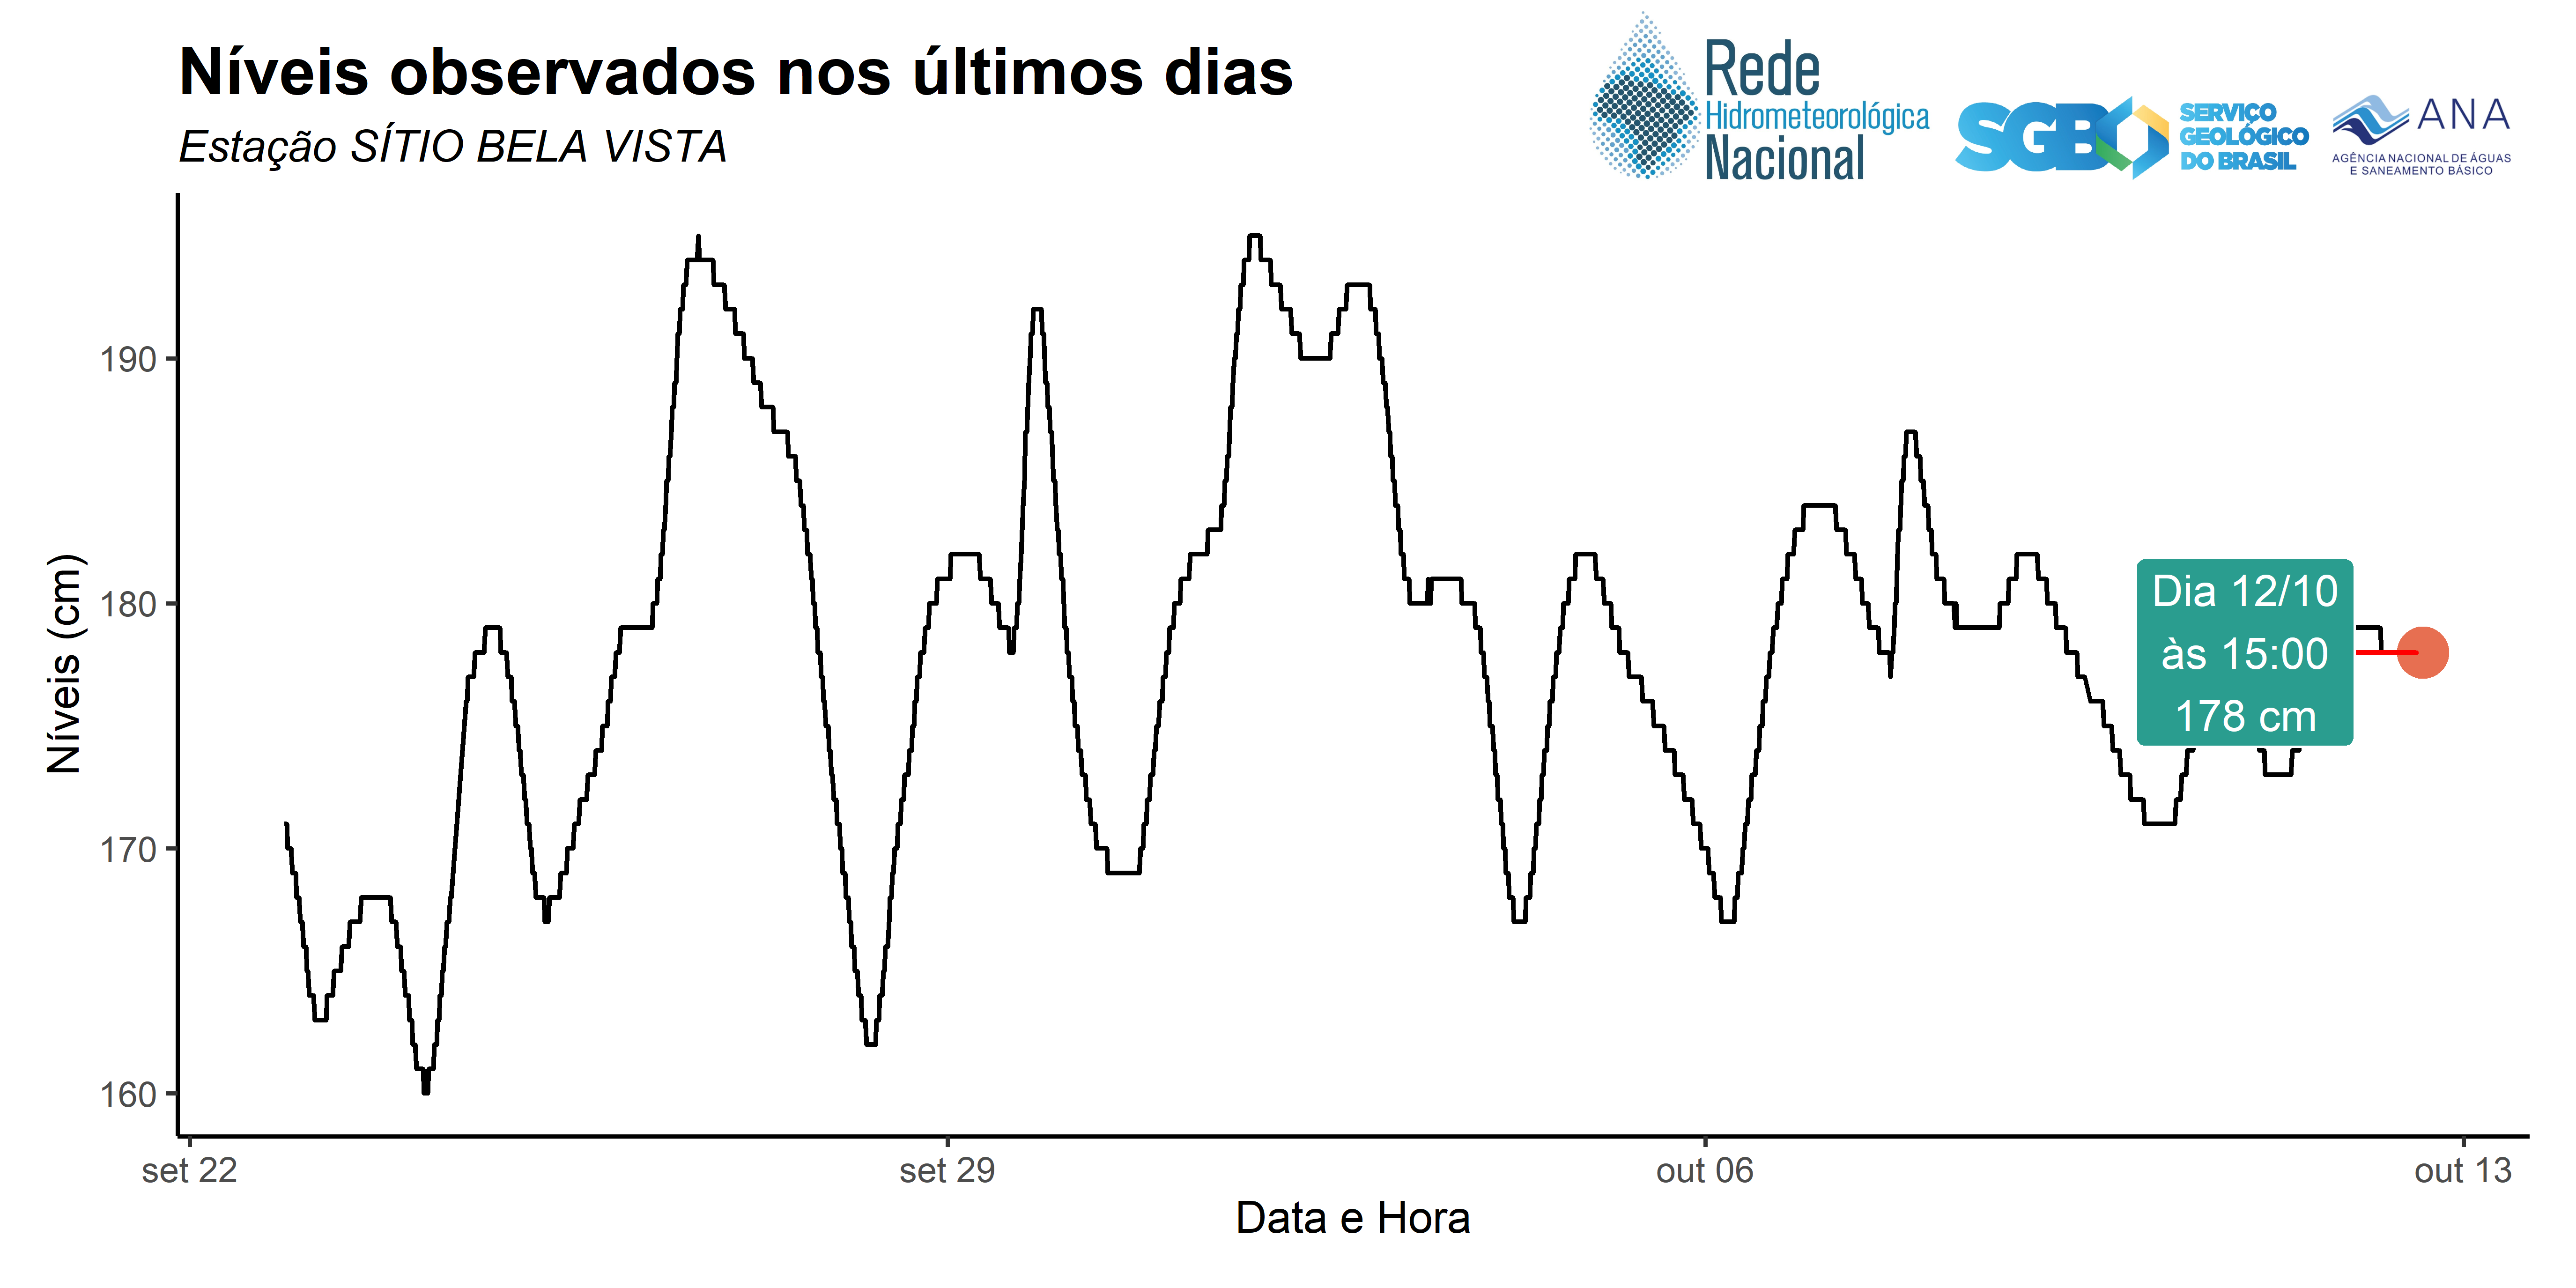 Níveis observados nos últimos dias
Estação SÍTIO BELA VISTA
Rede
Hidrometeorológica
Nacional
SGB
SERVIÇO
GEOLÓGICO
DO BRASIL
ANA
AGÊNCIA NACIONAL DE ÁGUAS
E SANEAMENTO BÁSICO
Níveis (cm)
190
180
170
160
Dia 12/10
às 15:00
178 cm
set 22
set 29
out 06
out 13
Data e Hora